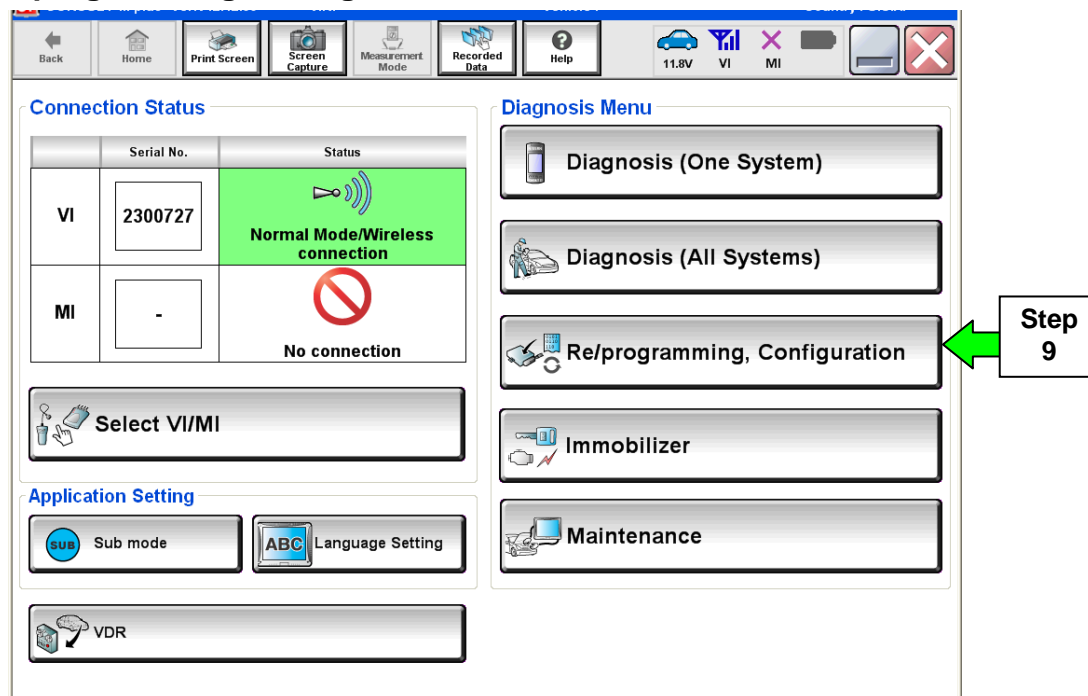 Back
Home
Print Screen
Screen
Capture
Measurement
Mode
Recorded
Data
Help
11.8V
VI
MI
Connection Status
Serial No.
Status
VI
2300727
Normal Mode/Wireless
connection
MI
-
No connection
Select VI/MI
Application Setting
SUB
Sub mode
ABC
Language Setting
VDR
Diagnosis Menu
Diagnosis (One System)
Diagnosis (All Systems)
Re/programming, Configuration
Immobilizer
Maintenance
Step
9